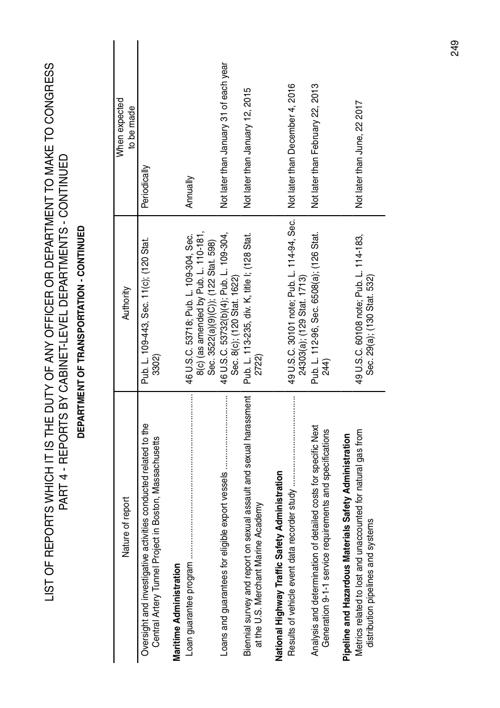 LIST OF REPORTS WHICH IT IS THE DUTY OF ANY OFFICER OR DEPARTMENT TO MAKE TO CONGRESS
PART 4 - REPORTS BY CABINET-LEVEL DEPARTMENTS - CONTINUED
DEPARTMENT OF TRANSPORTATION - CONTINUED
Nature of report Authority When expected
to be made
Oversight and investigative activities conducted related to the Pub. L. 109-443, Sec. 11(c); (120 Stat. Periodically
Central Artery Tunnel Project in Boston, Massachusetts 3302)
Maritime Administration
Loan guarantee program ........ 46 U.S.C. 53718; Pub. L. 109-304, Sec. Annually
8(c) (as amended by Pub. L. 110-181,
Sec. 3522(a)(9)(C)); (122 Stat. 598)
Loans and guarantees for eligible export vessels ........ 46 U.S.C. 53732(b)(4); Pub. L. 109-304, Not later than January 31 of each year
Sec. 8(c); (120 Stat. 1622)
Biennial survey and report on sexual assault and sexual harassment Pub. L. 113-235, div. K, title I; (128 Stat. Not later than January 12, 2015
at the U.S. Merchant Marine Academy 2722)
National Highway Traffic Safety Administration
Results of vehicle event data recorder study ........ 49 U.S.C. 30101 note; Pub. L. 114-94, Sec. Not later than December 4, 2016
24303(a); (129 Stat. 1713)
Analysis and determination of detailed costs for specific Next Pub. L. 112-96, Sec. 6508(a); (126 Stat. Not later than February 22, 2013
Generation 9-1-1 service requirements and specifications 244)
Pipeline and Hazardous Materials Safety Administration
Metrics related to lost and unaccounted for natural gas from 49 U.S.C. 60108 note; Pub. L. 114-183, Not later than June, 22 2017
distribution pipelines and systems Sec. 29(a); (130 Stat. 532)
249